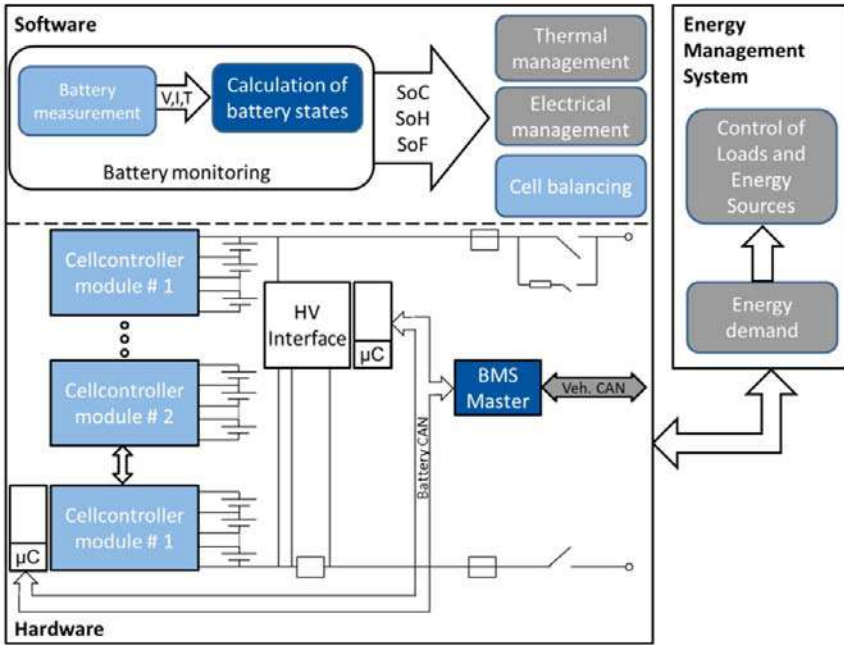 Software
Battery
measurement
V,I,T
Calculation of
battery states
Battery monitoring
SoC
SoH
SoF
Thermal
management
Electrical
management
Cell balancing
Energy
Management
System
Control of
Loads and
Energy
Sources
Energy
demand
Cellcontroller
module # 1
HV
Interface
µC
Cellcontroller
module # 2
BMS
Master
Veh. CAN
Battery CAN
Cellcontroller
module # 1
µC
Hardware